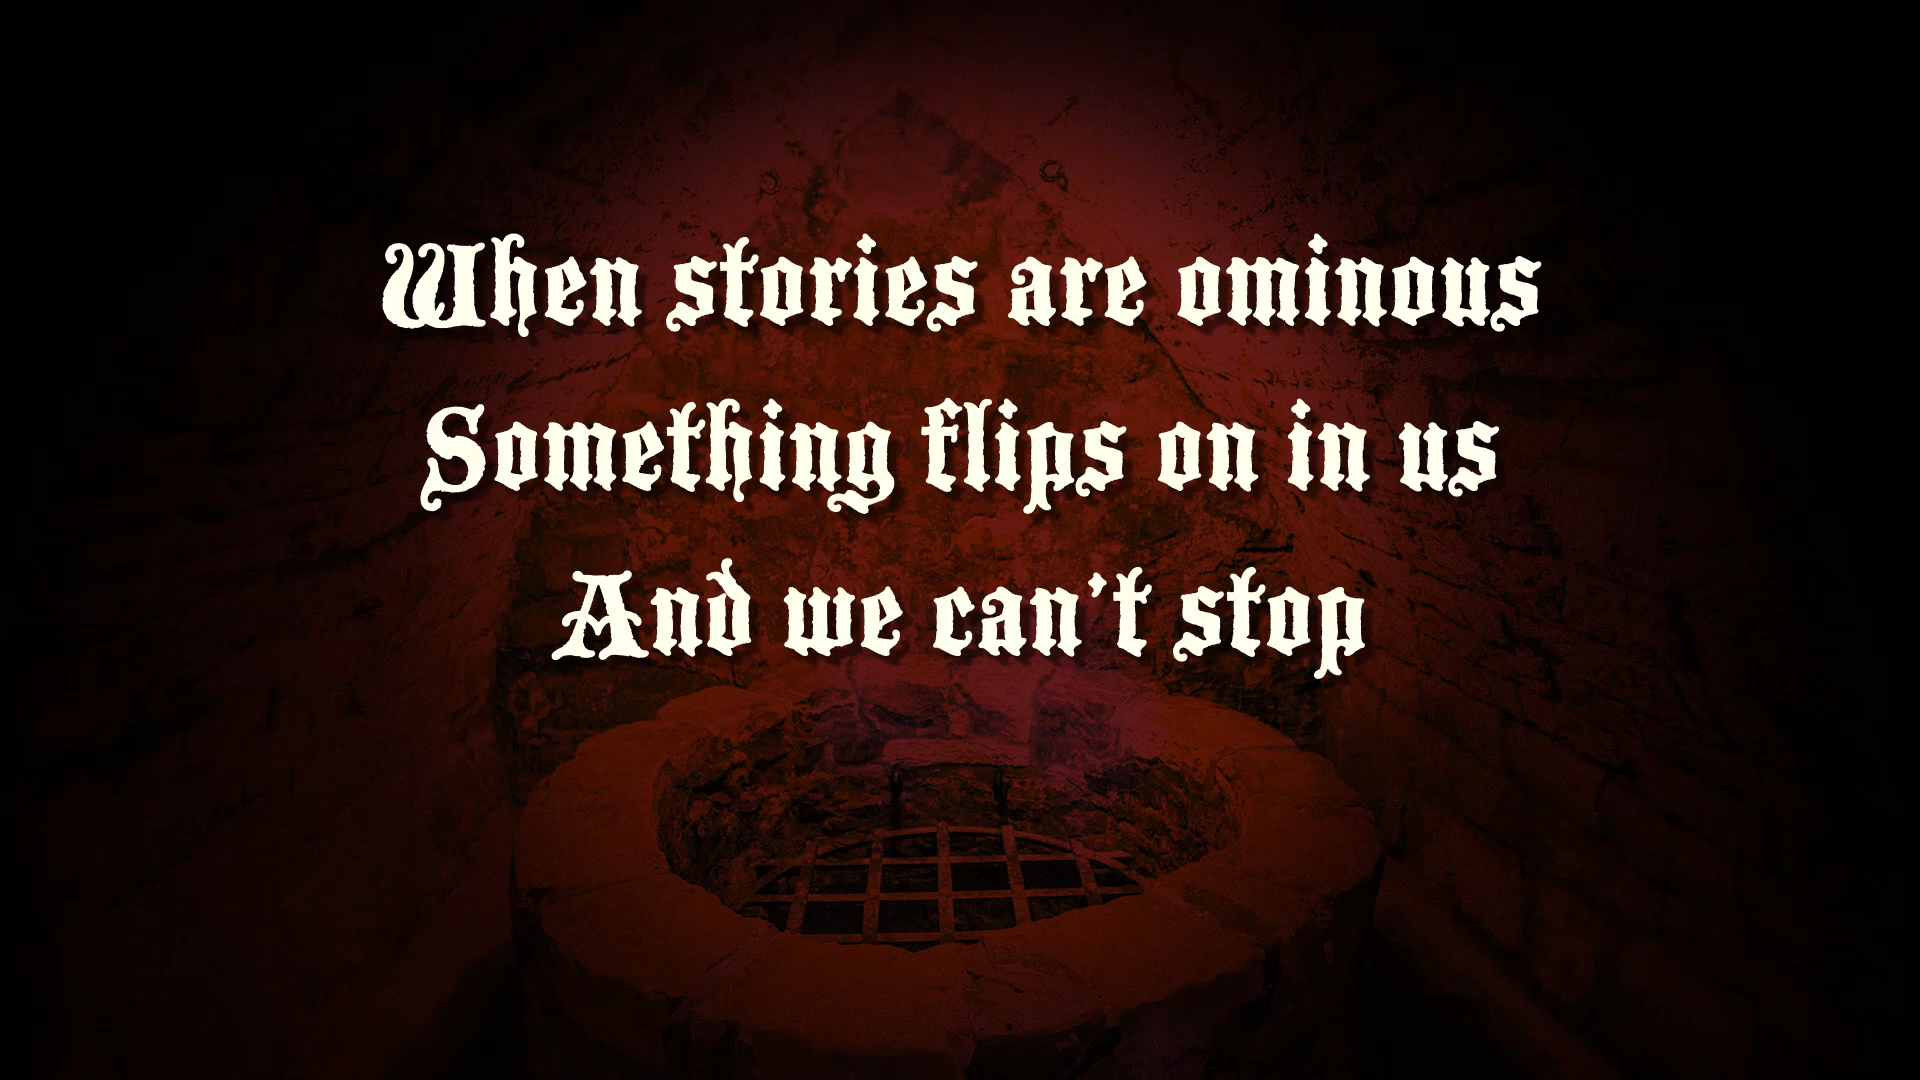 When stories are ominous
Something flips on in us
And we can't stop